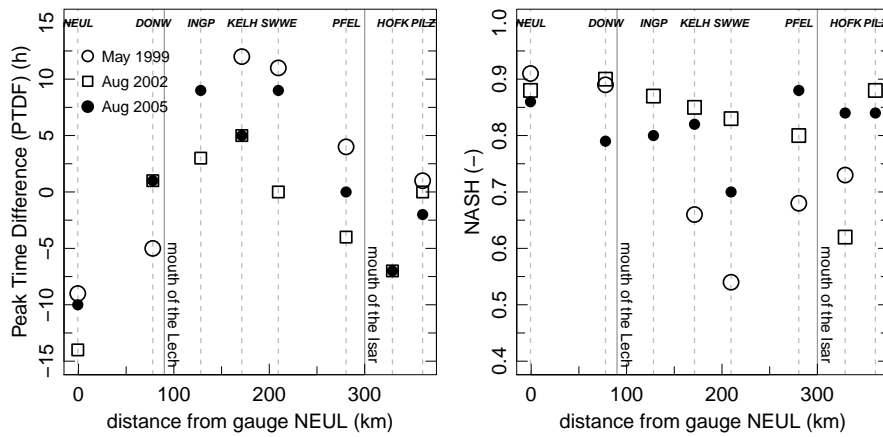 NEUL DONW INGP KELH SWWE PFEL HOFK PILZ
May 1999
Aug 2002
Aug 2005
mouth of the Lech
mouth of the Isar
Peak Time Difference (PTDF) (h)
15
10
5
0
−5
−10
−15
0 100 200 300
distance from gauge NEUL (km)
NEUL DONW INGP KELH SWWE PFEL HOFK PILZ
mouth of the Lech
mouth of the Isar
NASH (−)
1.0
0.9
0.8
0.7
0.6
0.5
0.4
0 100 200 300
distance from gauge NEUL (km)